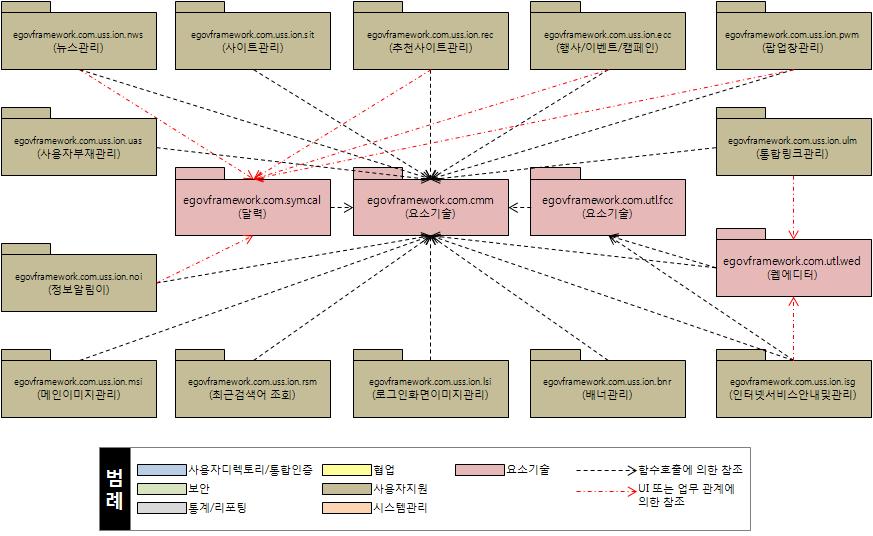 egovframework.com.uss.ion.nws
(뉴스관리)
egovframework.com.uss.ion.sit
(사이트관리)
egovframework.com.uss.ion.rec
(추천사이트관리)
egovframework.com.uss.ion.ecc
(행사/이벤트/캠페인)
egovframework.com.uss.ion.pwm
(팝업창관리)
egovframework.com.uss.ion.uas
(사용자부재관리)
egovframework.com.uss.ion.ulm
(통합링크관리)
egovframework.com.sym.cal
(달력)
egovframework.com.cmm
(요소기술)
egovframework.com.utl.fcc
(요소기술)
egovframework.com.utl.wed
(웹에디터)
egovframework.com.uss.ion.noi
(정보알림이)
egovframework.com.uss.ion.msi
(메인이미지관리)
egovframework.com.uss.ion.rsm
(최근검색어 조회)
egovframework.com.uss.ion.lsi
(로그인화면이미지관리)
egovframework.com.uss.ion.bnr
(배너관리)
egovframework.com.uss.ion.isg
(인터넷서비스안내및관리)
범례
사용자디렉토리/통합인증
보안
통계/리포팅
협업
사용자지원
시스템관리
요소기술
함수호출에 의한 참조
UI 또는 업무 관계에
의한 참조